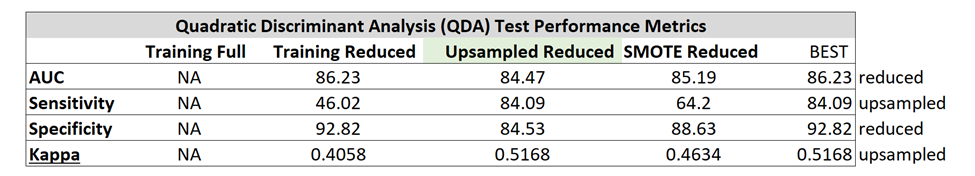 Quadratic Discriminant Analysis (QDA) Test Performance Metrics
Training Full Training Reduced Upsampled Reduced SMOTE Reduced BEST
AUC NA 86.23 84.47 85.19 86.23 reduced
Sensitivity NA 46.02 84.09 64.2 84.09 upsampled
Specificity NA 92.82 84.53 88.63 92.82 reduced
Kappa NA 0.4058 0.5168 0.4634 0.5168 upsampled